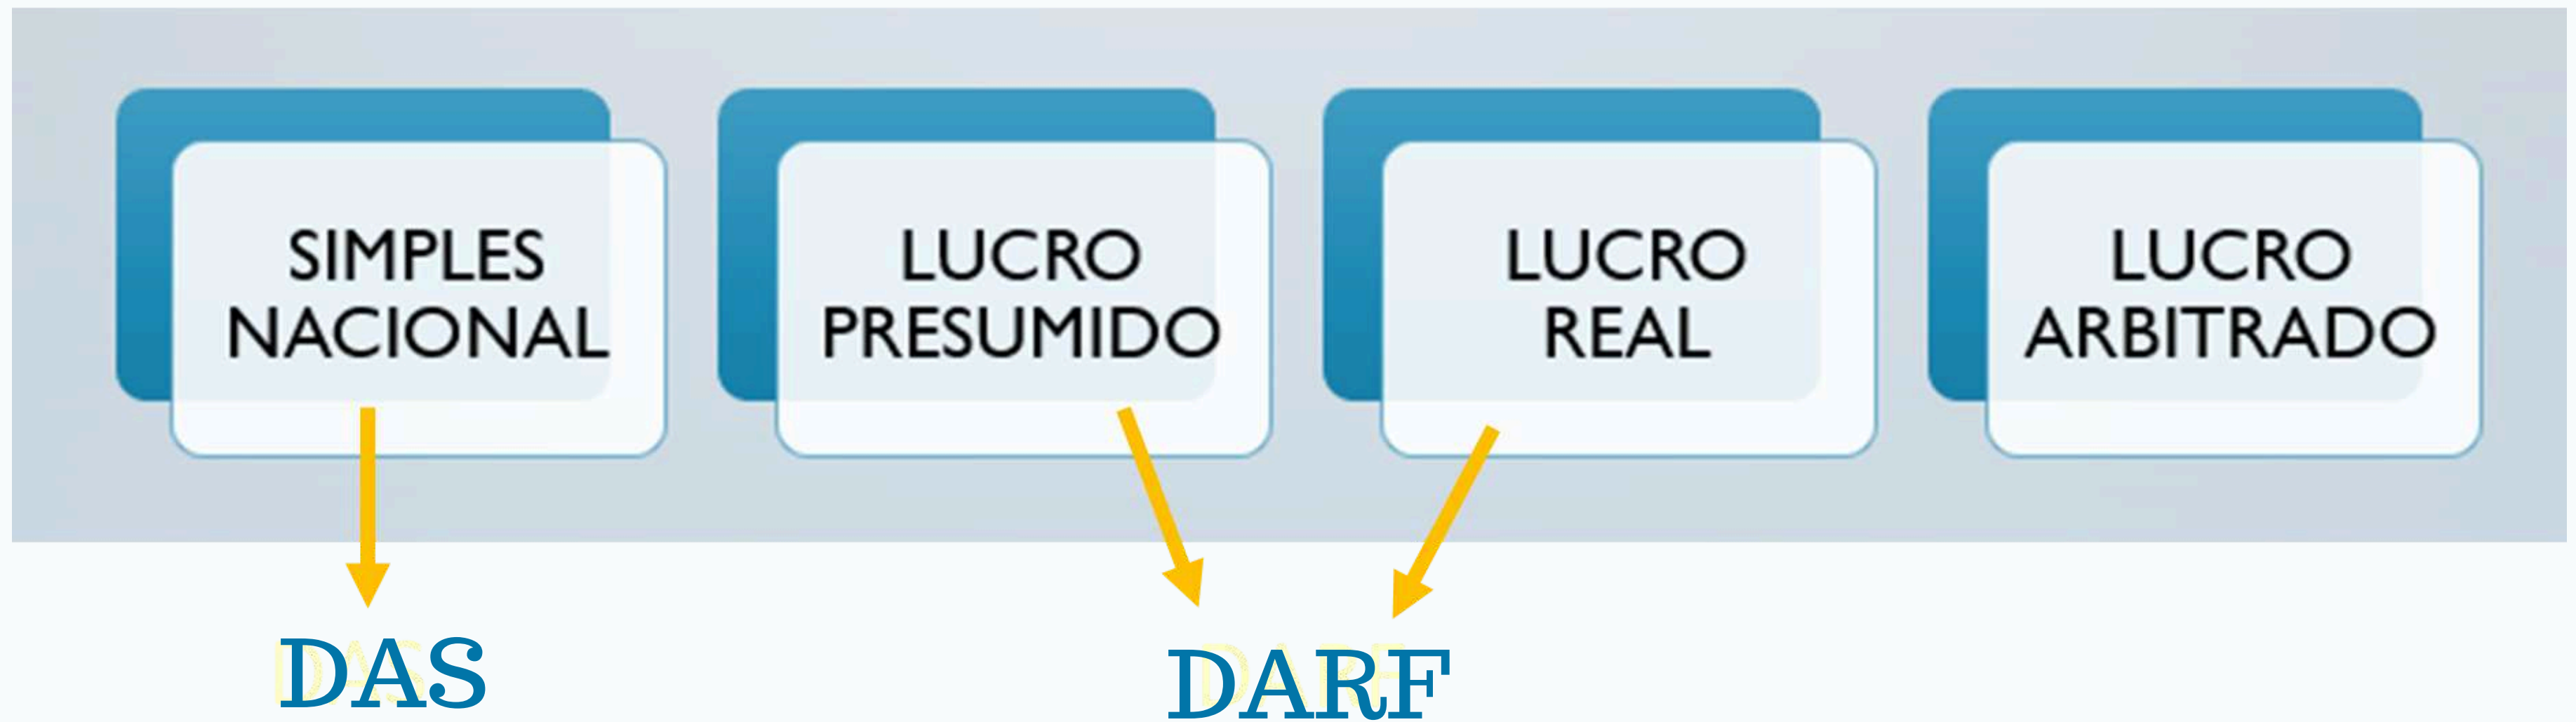 SIMPLES
NACIONAL
LUCRO
PRESUMIDO
LUCRO
REAL
LUCRO
ARBITRADO
DAS
DARF